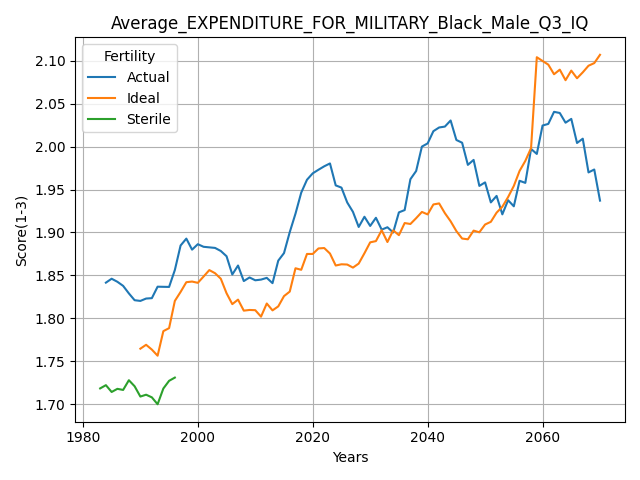 Average_EXPENDITURE_FOR_MILITARY_Black_Male_Q3_IQ
Fertility
Actual
Ideal
Sterile
Score(1-3)
2.10
2.05
2.00
1.95
1.90
1.85
1.80
1.75
1.70
1980 2000 2020 2040 2060
Years